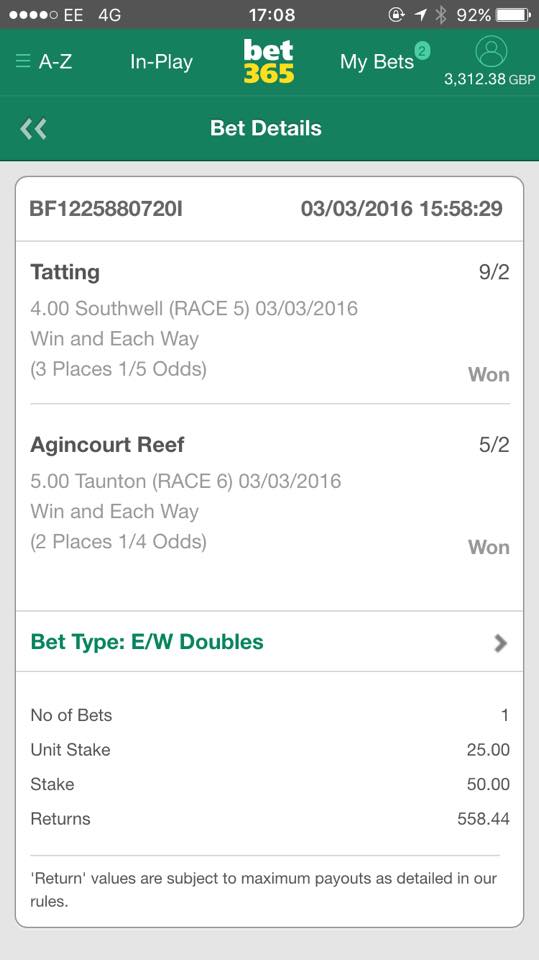 EE 4G 17:08 92%
A-Z In-Play bet365 My Bets 2
3,312.38 GBP
Bet Details
BF1225880720I 03/03/2016 15:58:29
Tatting 9/2
4.00 Southwell (RACE 5) 03/03/2016
Win and Each Way
(3 Places 1/5 Odds) Won
Agincourt Reef 5/2
5.00 Taunton (RACE 6) 03/03/2016
Win and Each Way
(2 Places 1/4 Odds) Won
Bet Type: E/W Doubles
No of Bets 1
Unit Stake 25.00
Stake 50.00
Returns 558.44
'Return' values are subject to maximum payouts as detailed in our
rules.